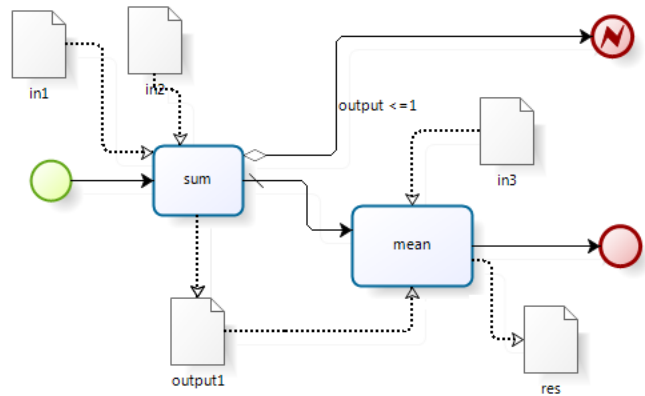 in1
in2
output <=1
sum
in3
mean
output1
res